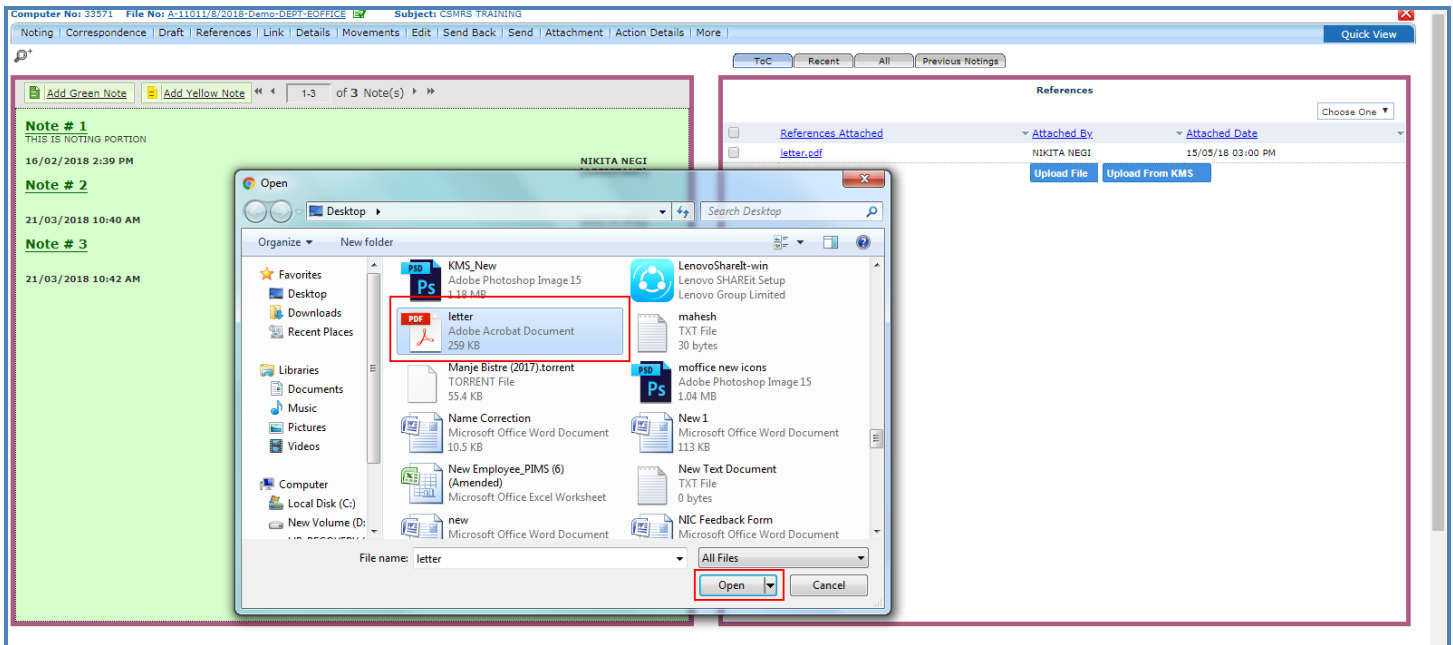 Computer No: 33571 File No: A-11011/8/2018-Demo-DEPT-EOFFICE Subject: CSMRS TRAINING
Noting | Correspondence | Draft | References | Link | Details | Movements | Edit | Send Back | Send | Attachment | Action Details | More |
Quick View
ToC Recent All Previous Notings
Add Green Note Add Yellow Note 1-3 of 3 Note(s)
Note # 1
THIS IS NOTING PORTION
16/02/2018 2:39 PM NIKITA NEGI
Note # 2
21/03/2018 10:40 AM
Note # 3
21/03/2018 10:42 AM
References
Choose One
References Attached Attached By Attached Date
letter.pdf NIKITA NEGI 15/05/18 03:00 PM
Upload File Upload From KMS
Open
Desktop
Search Desktop
Organize New folder
Favorites
Desktop
Downloads
Recent Places
Libraries
Documents
Music
Pictures
Videos
Computer
Local Disk (C:)
New Volume (D:
PSD
Ps
KMS_New
Adobe Photoshop Image 15
1.18 MB
PDF
letter
Adobe Acrobat Document
259 KB
Manje Bistre (2017).torrent
TORRENT File
55.4 KB
Name Correction
Microsoft Office Word Document
10.5 KB
New Employee_PIMS (6)
(Amended)
Microsoft Office Excel Worksheet
new
Microsoft Office Word Document
LenovoShareIt-win
Lenovo SHAREit Setup
Lenovo Group Limited
mahesh
TXT File
30 bytes
PSD
Ps
moffice new icons
Adobe Photoshop Image 15
1.04 MB
New 1
Microsoft Office Word Document
113 KB
New Text Document
TXT File
0 bytes
NIC Feedback Form
Microsoft Office Word Document
File name: letter All Files
Open Cancel